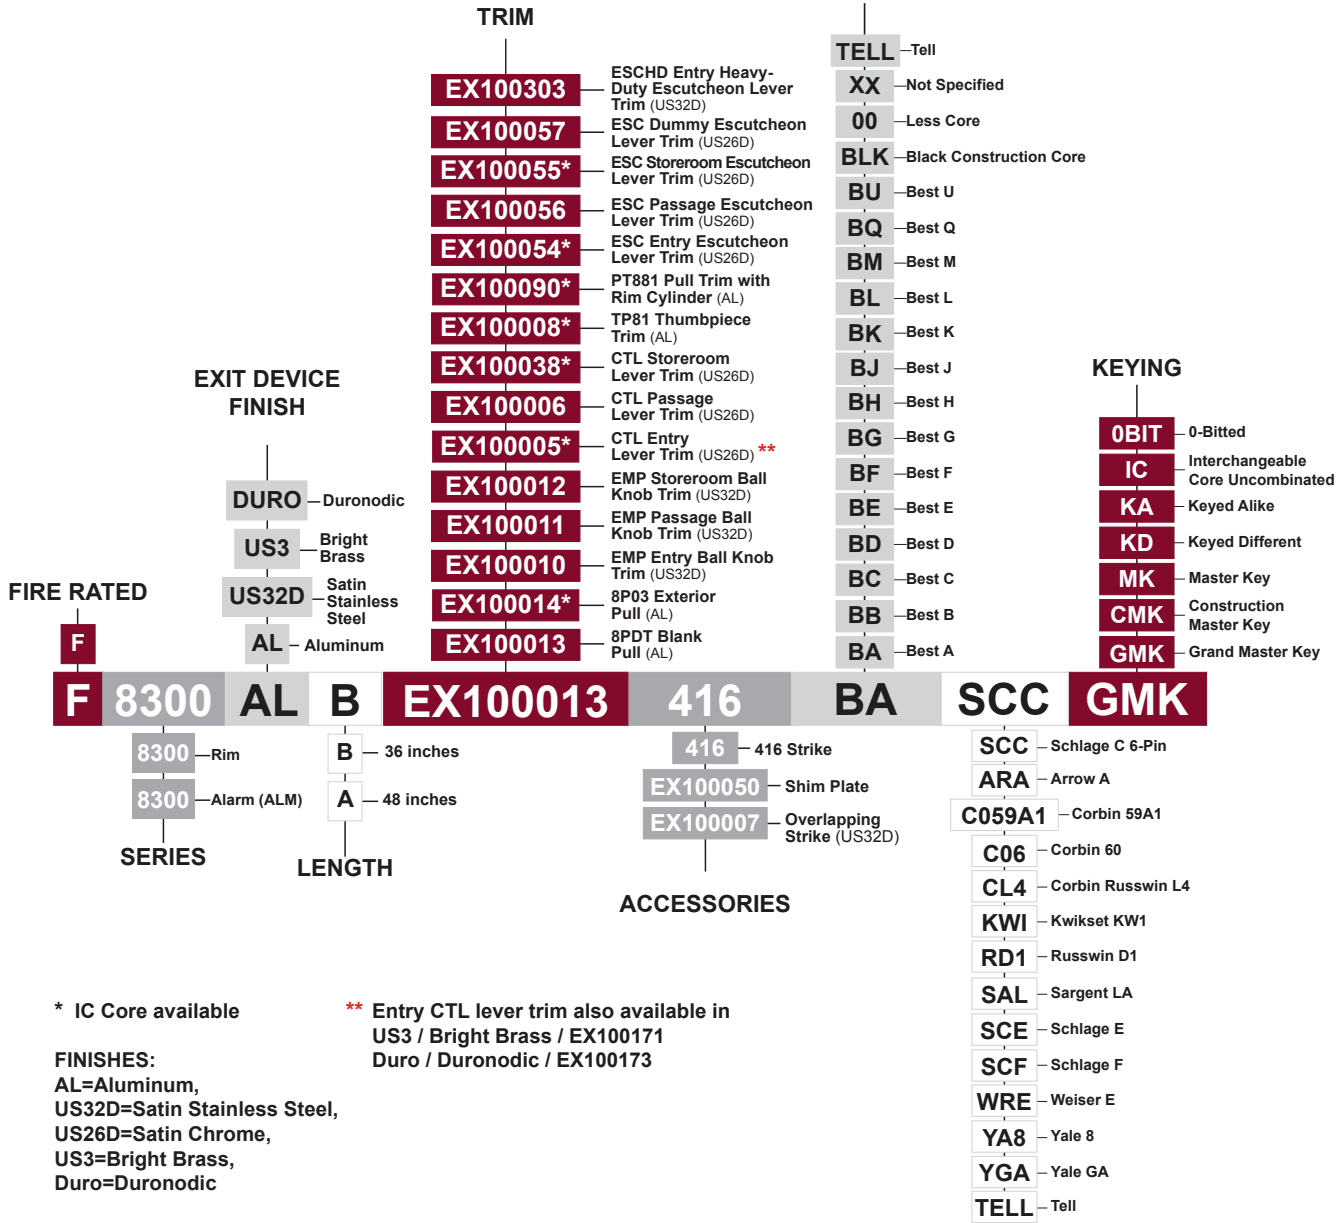 TRIM
EX100303
ESCHD Entry Heavy-
Duty Escutcheon Lever
Trim (US32D)
EX100057
ESC Dummy Escutcheon
Lever Trim (US26D)
EX100055*
ESC Storeroom Escutcheon
Lever Trim (US26D)
EX100056
ESC Passage Escutcheon
Lever Trim (US26D)
EX100054*
ESC Entry Escutcheon
Lever Trim (US26D)
EX100090*
PT881 Pull Trim with
Rim Cylinder (AL)
EX100008*
TP81 Thumbpiece
Trim (AL)
EX100038*
CTL Storeroom
Lever Trim (US26D)
EX100006
CTL Passage
Lever Trim (US26D)
EX100005*
CTL Entry
Lever Trim (US26D) **
EX100012
EMP Storeroom Ball
Knob Trim (US32D)
EX100011
EMP Passage Ball
Knob Trim (US32D)
EX100010
EMP Entry Ball Knob
Trim (US32D)
EX100014*
8P03 Exterior
Pull (AL)
EX100013
8PDT Blank
Pull (AL)
TELL
Tell
XX
Not Specified
00
Less Core
BLK
Black Construction Core
BU
Best U
BQ
Best Q
BM
Best M
BL
Best L
BK
Best K
BJ
Best J
BH
Best H
BG
Best G
BF
Best F
BE
Best E
BD
Best D
BC
Best C
BB
Best B
BA
Best A
KEYING
0BIT
0-Bitted
IC
Interchangeable
Core Uncombinated
KA
Keyed Alike
KD
Keyed Different
MK
Master Key
CMK
Construction
Master Key
GMK
Grand Master Key
EXIT DEVICE
FINISH
DURO
Duronodic
US3
Bright
Brass
US32D
Satin
Stainless
Steel
AL
Aluminum
FIRE RATED
F
F 8300 AL B EX100013 416 BA SCC GMK
8300
Rim
8300
Alarm (ALM)
SERIES
B
36 inches
A
48 inches
LENGTH
416
416 Strike
EX100050
Shim Plate
EX100007
Overlapping
Strike (US32D)
ACCESSORIES
SCC
Schlage C 6-Pin
ARA
Arrow A
C059A1
Corbin 59A1
C06
Corbin 60
CL4
Corbin Russwin L4
KWI
Kwikset KW1
RD1
Russwin D1
SAL
Sargent LA
SCE
Schlage E
SCF
Schlage F
WRE
Weiser E
YA8
Yale 8
YGA
Yale GA
TELL
Tell
* IC Core available
** Entry CTL lever trim also available in
US3 / Bright Brass / EX100171
Duro / Duronodic / EX100173
FINISHES:
AL=Aluminum,
US32D=Satin Stainless Steel,
US26D=Satin Chrome,
US3=Bright Brass,
Duro=Duronodic